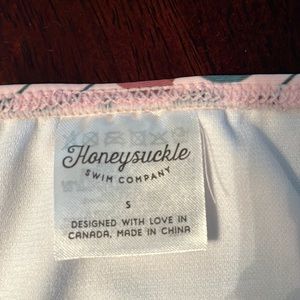 Honeysuckle
SWIM COMPANY
S
DESIGNED WITH LOVE IN
CANADA, MADE IN CHINA